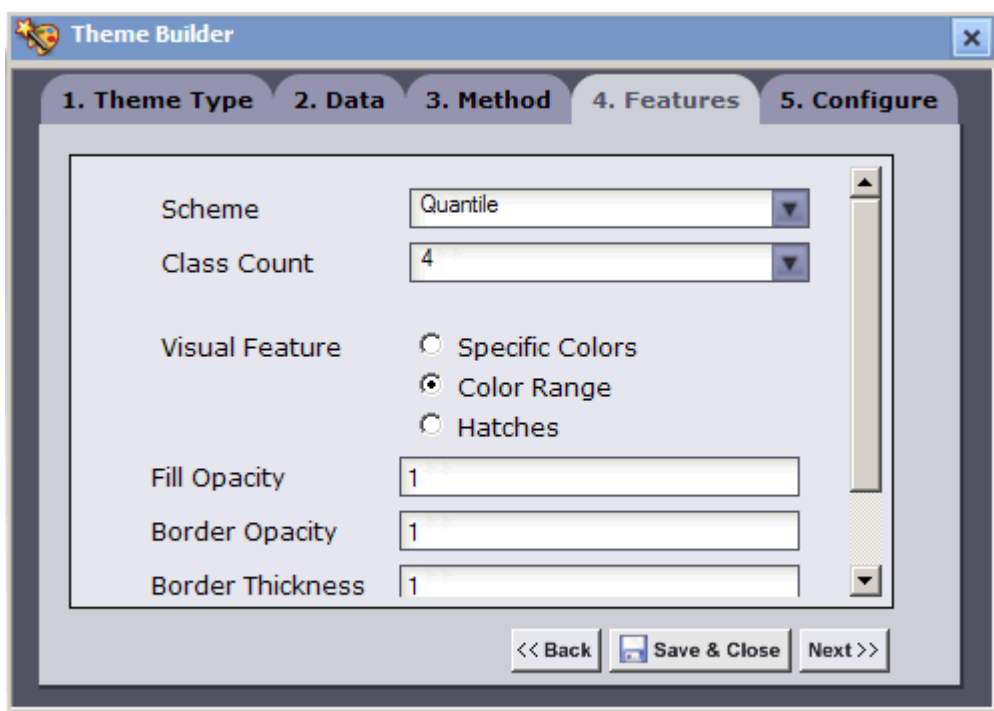 Theme Builder
1. Theme Type 2. Data 3. Method 4. Features 5. Configure
Scheme Quantile
Class Count 4
Visual Feature Specific Colors
Color Range
Hatches
Fill Opacity 1
Border Opacity 1
Border Thickness 1
<< Back Save & Close Next >>